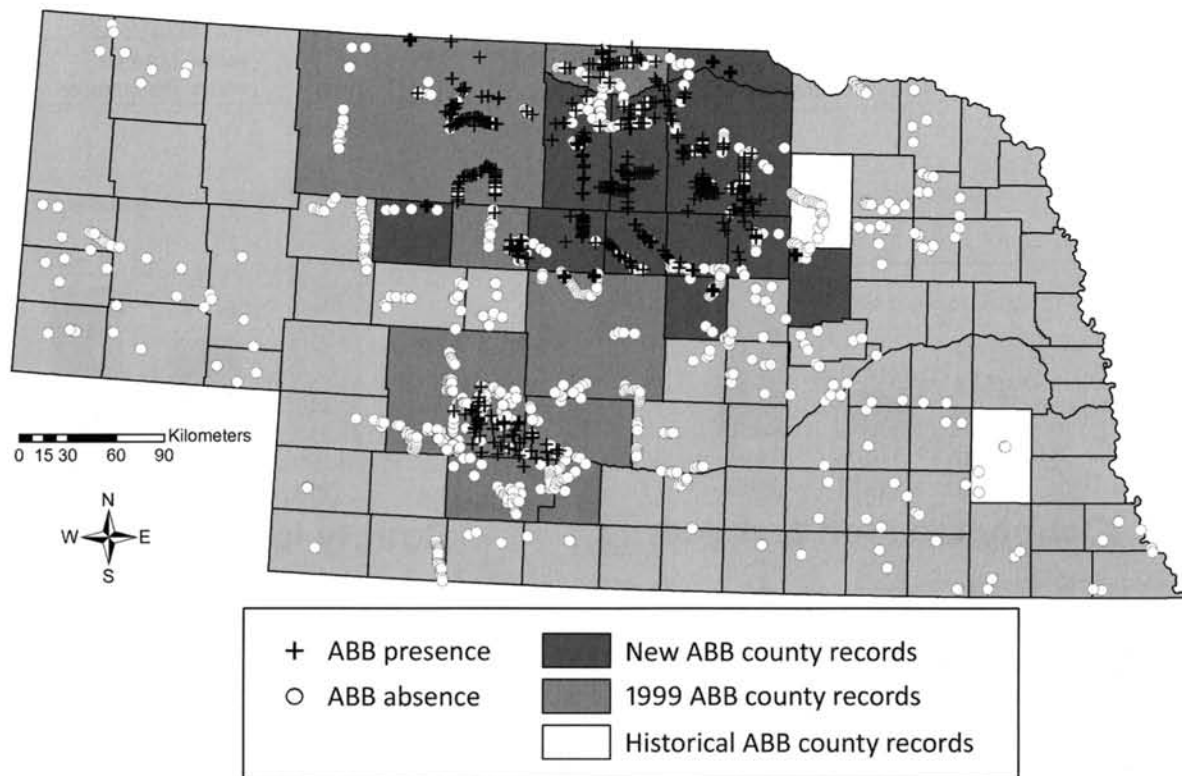 Kilometers
0 15 30 60 90
N
W E
S
+ ABB presence
○ ABB absence
New ABB county records
1999 ABB county records
Historical ABB county records